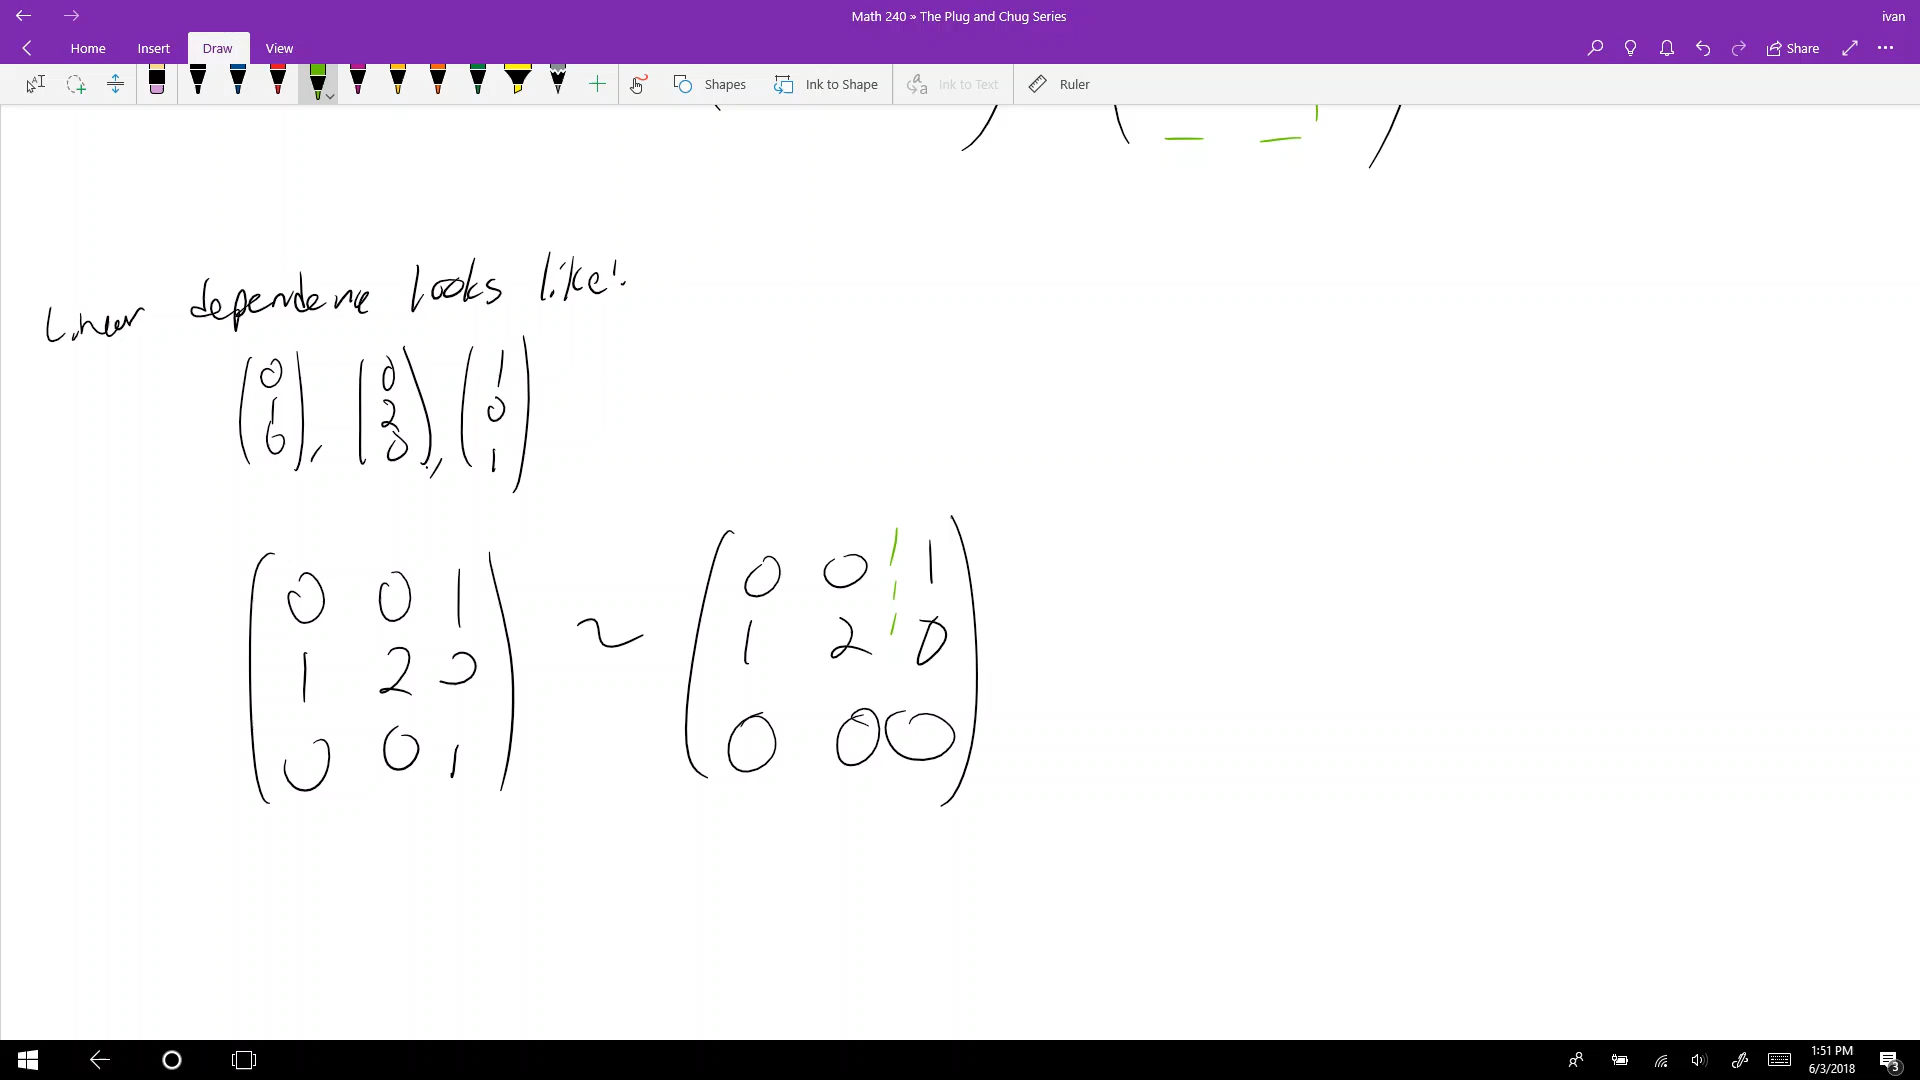 Math 240 » The Plug and Chug Series
ivan
Home Insert Draw View
Share
Shapes Ink to Shape Ink to Text Ruler
Linear dependence looks like:
0 0 1
1 , 2 , 0
0 0 1
0 0 1 0 0 1
1 2 0 ~ 1 2 0
0 0 1 0 0 0
1:51 PM
6/3/2018
3